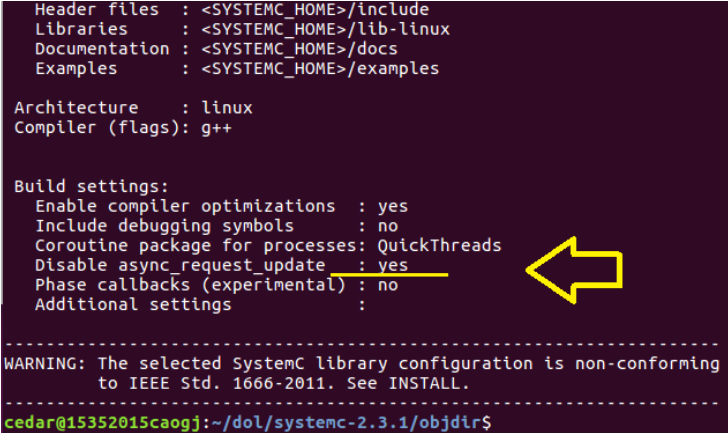 Header files  : <SYSTEMC_HOME>/include
Libraries     : <SYSTEMC_HOME>/lib-linux
Documentation : <SYSTEMC_HOME>/docs
Examples      : <SYSTEMC_HOME>/examples
Architecture    : linux
Compiler (flags): g++
Build settings:
Enable compiler optimizations  : yes
Include debugging symbols      : no
Coroutine package for processes: QuickThreads
Disable async_request_update   : yes
Phase callbacks (experimental) : no
Additional settings            :
---------------------------------------------------------------------
WARNING: The selected SystemC library configuration is non-conforming
to IEEE Std. 1666-2011. See INSTALL.
---------------------------------------------------------------------
cedar@15352015caogj:~/dol/systemc-2.3.1/objdir$